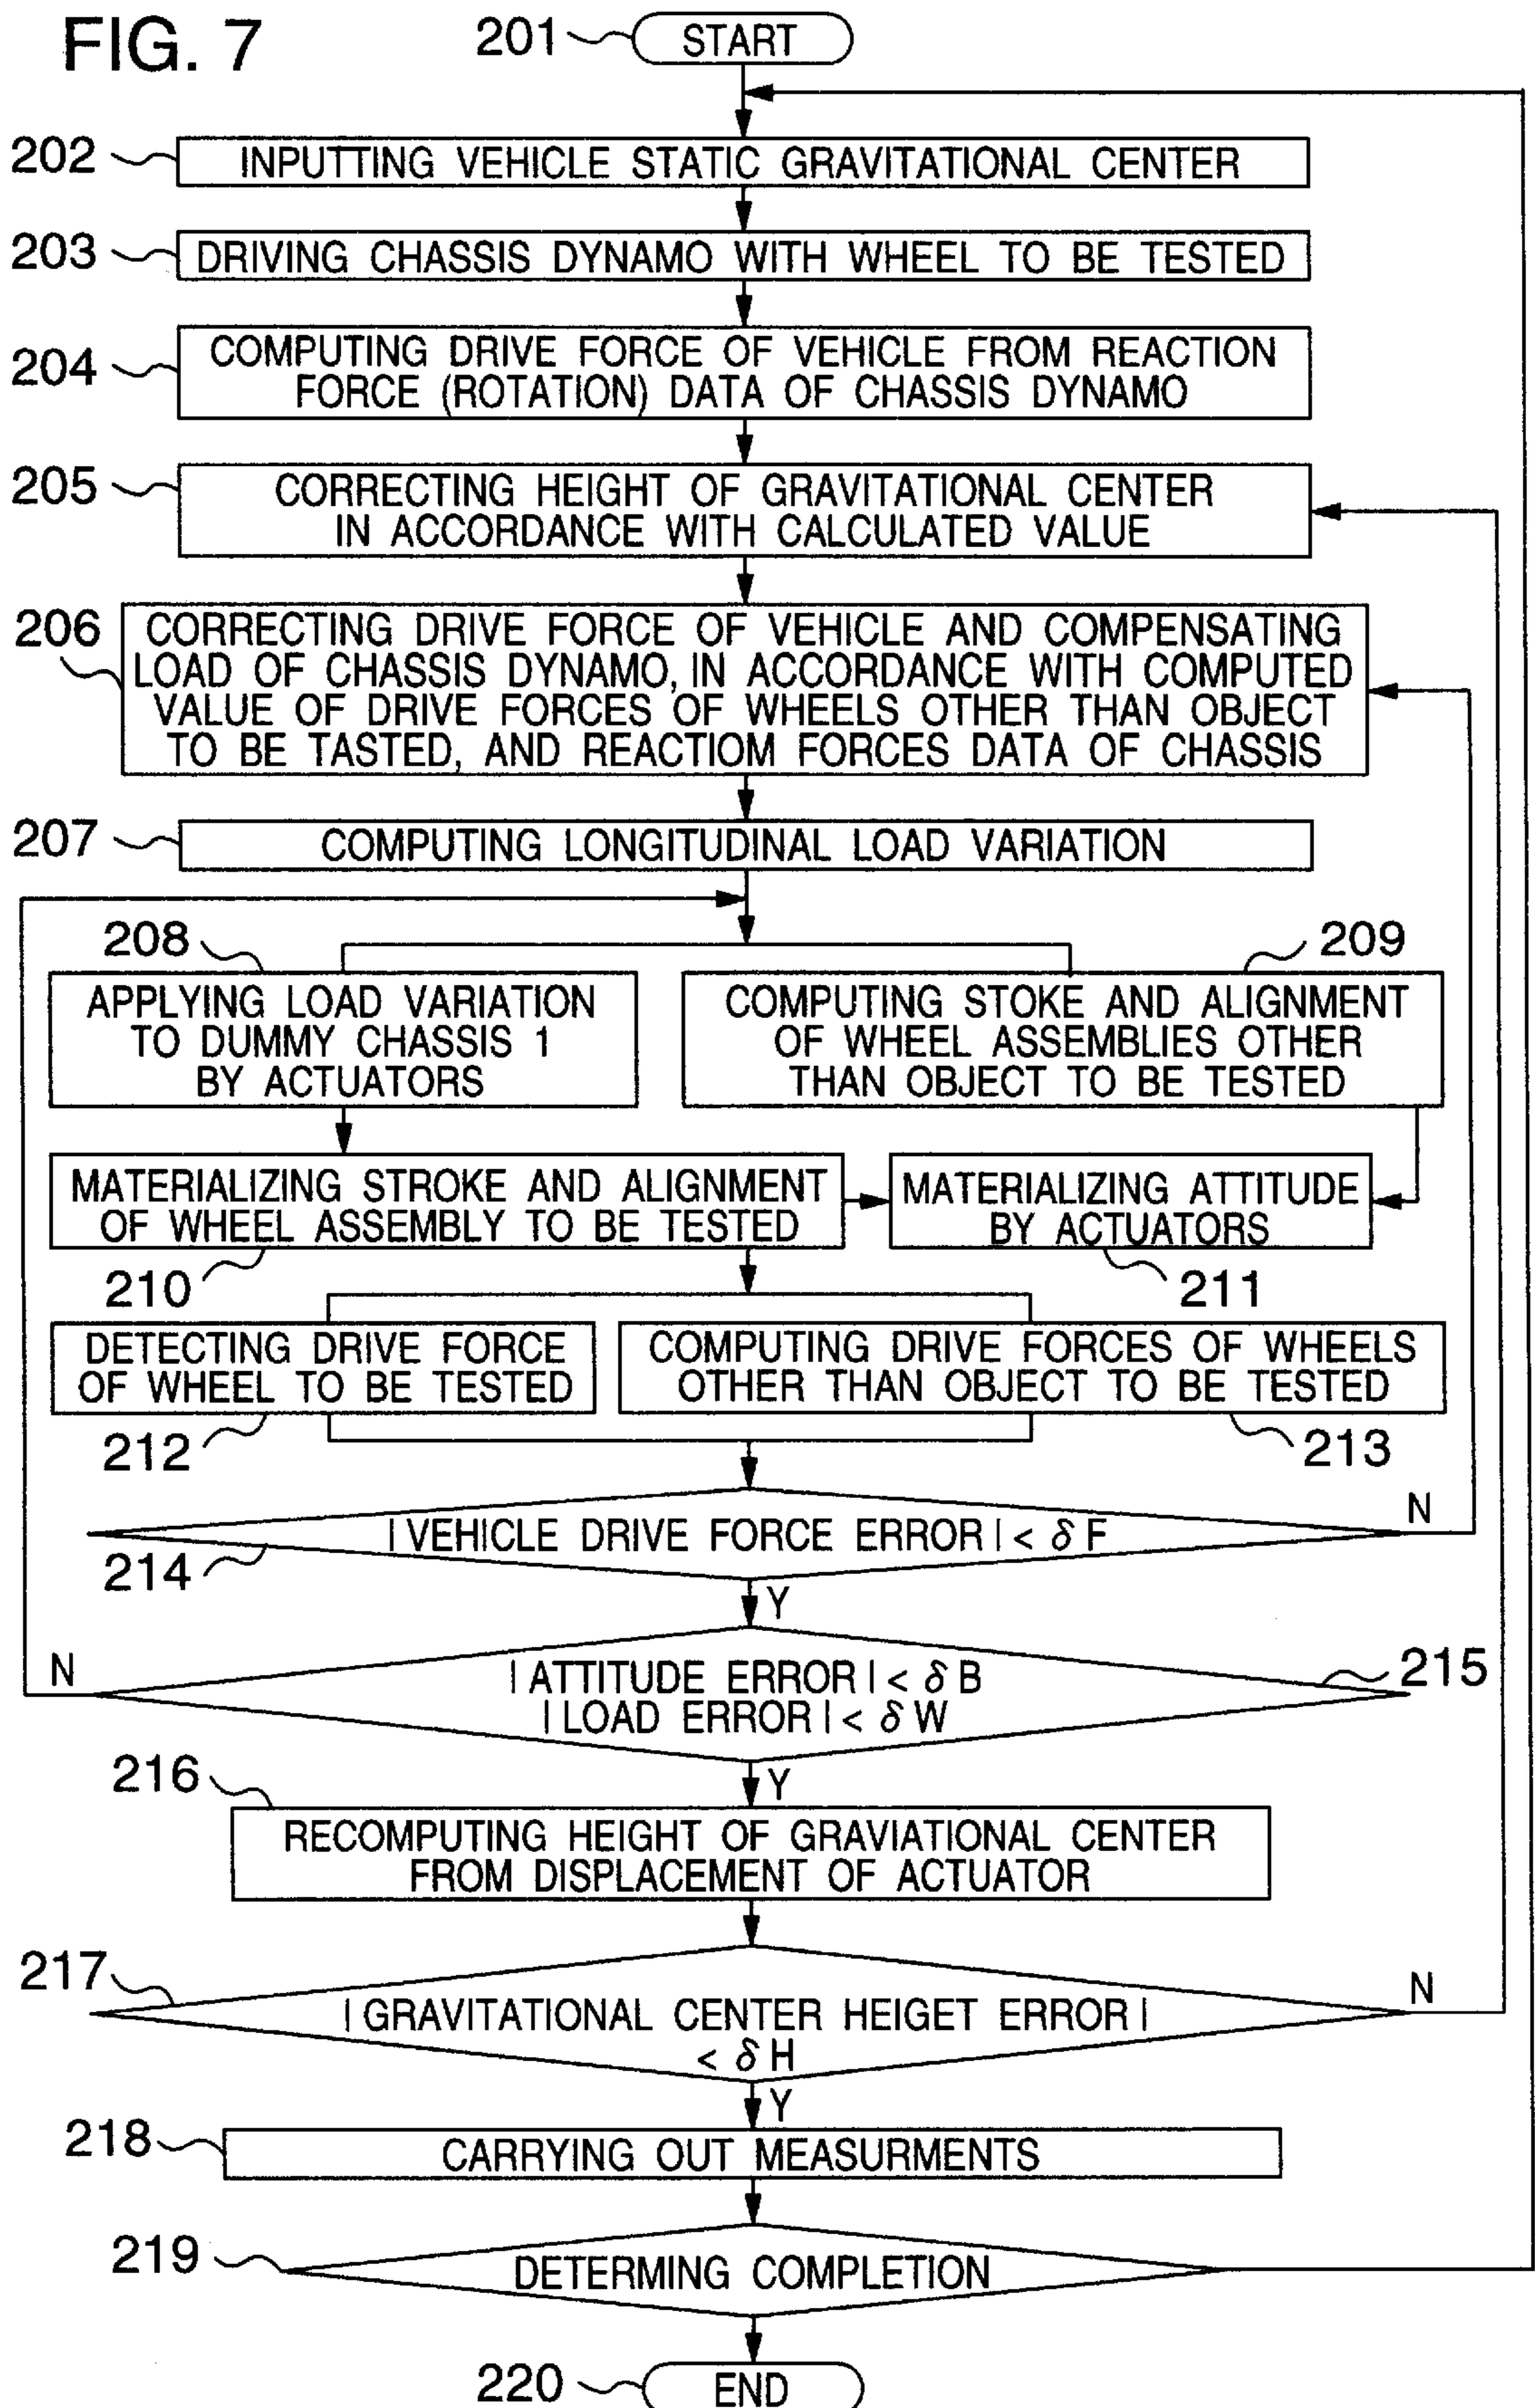 FIG. 7
201
START
202
INPUTTING VEHICLE STATIC GRAVITATIONAL CENTER
203
DRIVING CHASSIS DYNAMO WITH WHEEL TO BE TESTED
204
COMPUTING DRIVE FORCE OF VEHICLE FROM REACTION
FORCE (ROTATION) DATA OF CHASSIS DYNAMO
205
CORRECTING HEIGHT OF GRAVITATIONAL CENTER
IN ACCORDANCE WITH CALCULATED VALUE
206
CORRECTING DRIVE FORCE OF VEHICLE AND COMPENSATING
LOAD OF CHASSIS DYNAMO, IN ACCORDANCE WITH COMPUTED
VALUE OF DRIVE FORCES OF WHEELS OTHER THAN OBJECT
TO BE TASTED, AND REACTIOM FORCES DATA OF CHASSIS
207
COMPUTING LONGITUDINAL LOAD VARIATION
208
209
APPLYING LOAD VARIATION
TO DUMMY CHASSIS 1
BY ACTUATORS
COMPUTING STOKE AND ALIGNMENT
OF WHEEL ASSEMBLIES OTHER
THAN OBJECT TO BE TESTED
MATERIALIZING STROKE AND ALIGNMENT
OF WHEEL ASSEMBLY TO BE TESTED
MATERIALIZING ATTITUDE
BY ACTUATORS
210
211
DETECTING DRIVE FORCE
OF WHEEL TO BE TESTED
COMPUTING DRIVE FORCES OF WHEELS
OTHER THAN OBJECT TO BE TESTED
212
213
| VEHICLE DRIVE FORCE ERROR | < δ F
N
214
Y
N
| ATTITUDE ERROR | < δ B
| LOAD ERROR | < δ W
215
Y
216
RECOMPUTING HEIGHT OF GRAVIATIONAL CENTER
FROM DISPLACEMENT OF ACTUATOR
217
| GRAVITATIONAL CENTER HEIGET ERROR |
< δ H
N
Y
218
CARRYING OUT MEASURMENTS
219
DETERMING COMPLETION
220
END